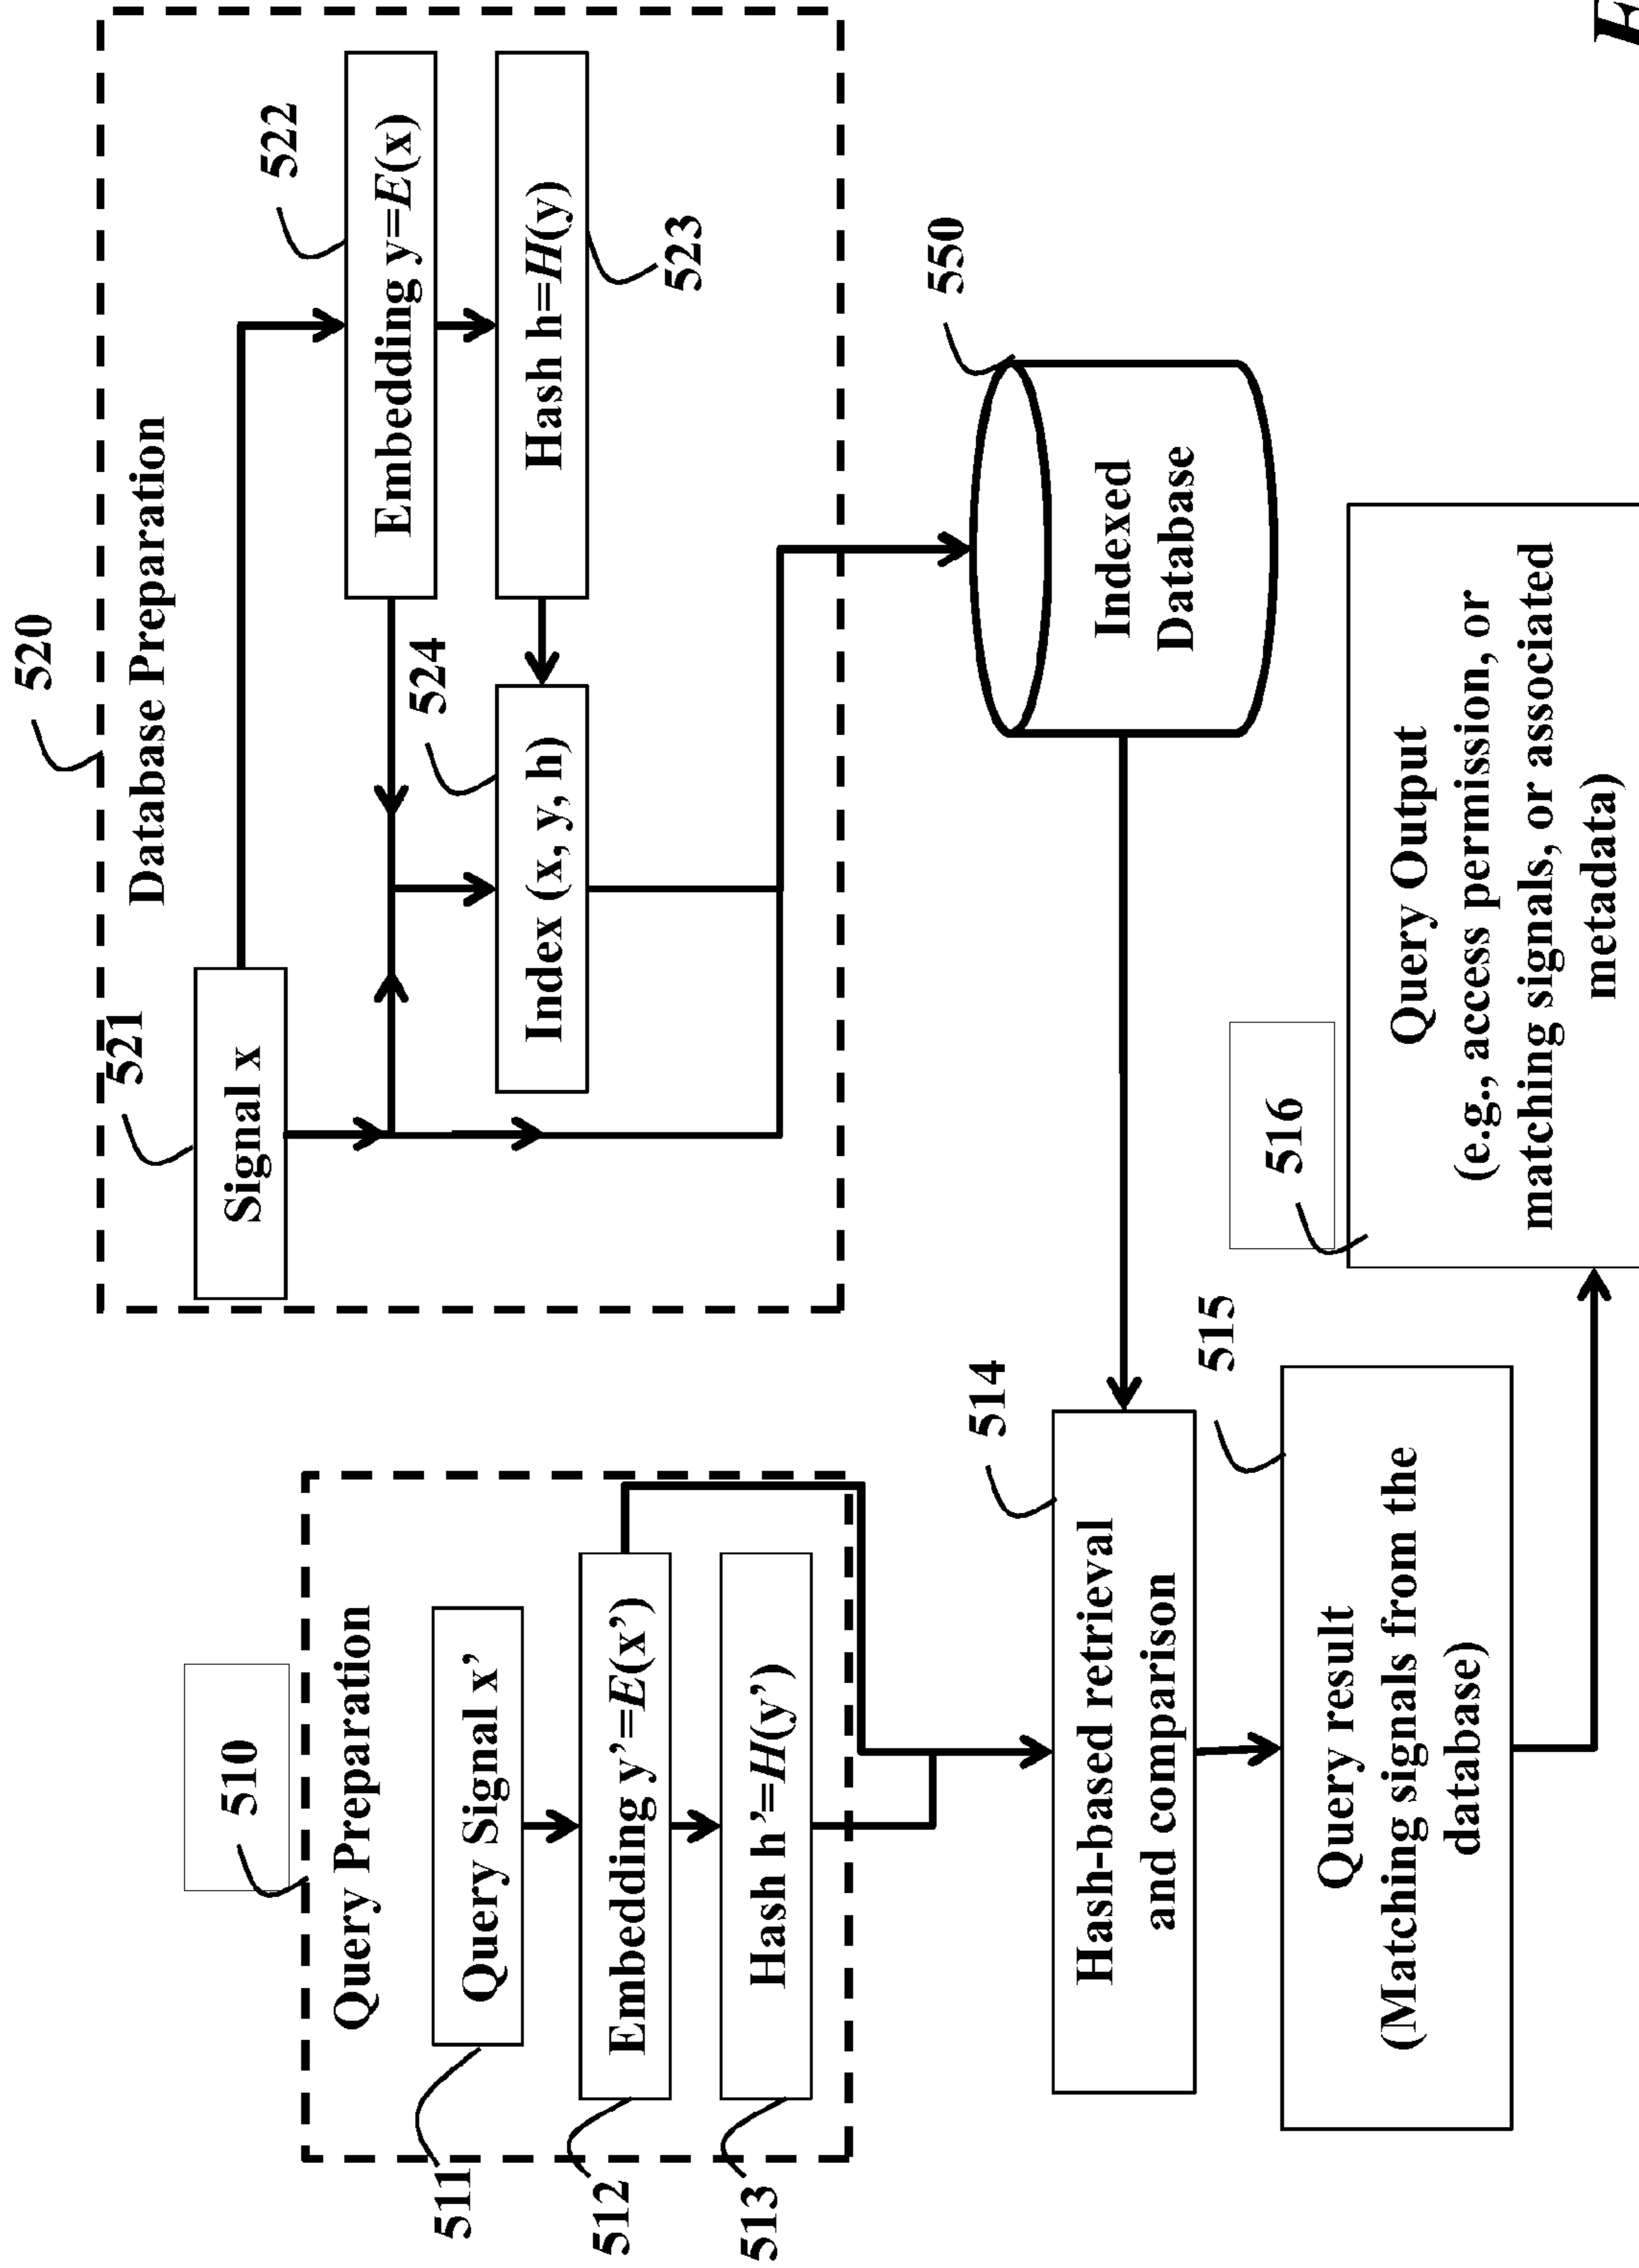 510
Query Preparation
511
Query Signal x’
512
Embedding y’=E(x’)
513
Hash h’=H(y’)
514
Hash-based retrieval
and comparison
515
Query result
(Matching signals from the
database)
516
Query Output
(e.g., access permission, or
matching signals, or associated
metadata)
520
Database Preparation
521
Signal x
522
Embedding y=E(x)
523
Hash h=H(y)
524
Index (x, y, h)
550
Indexed
Database